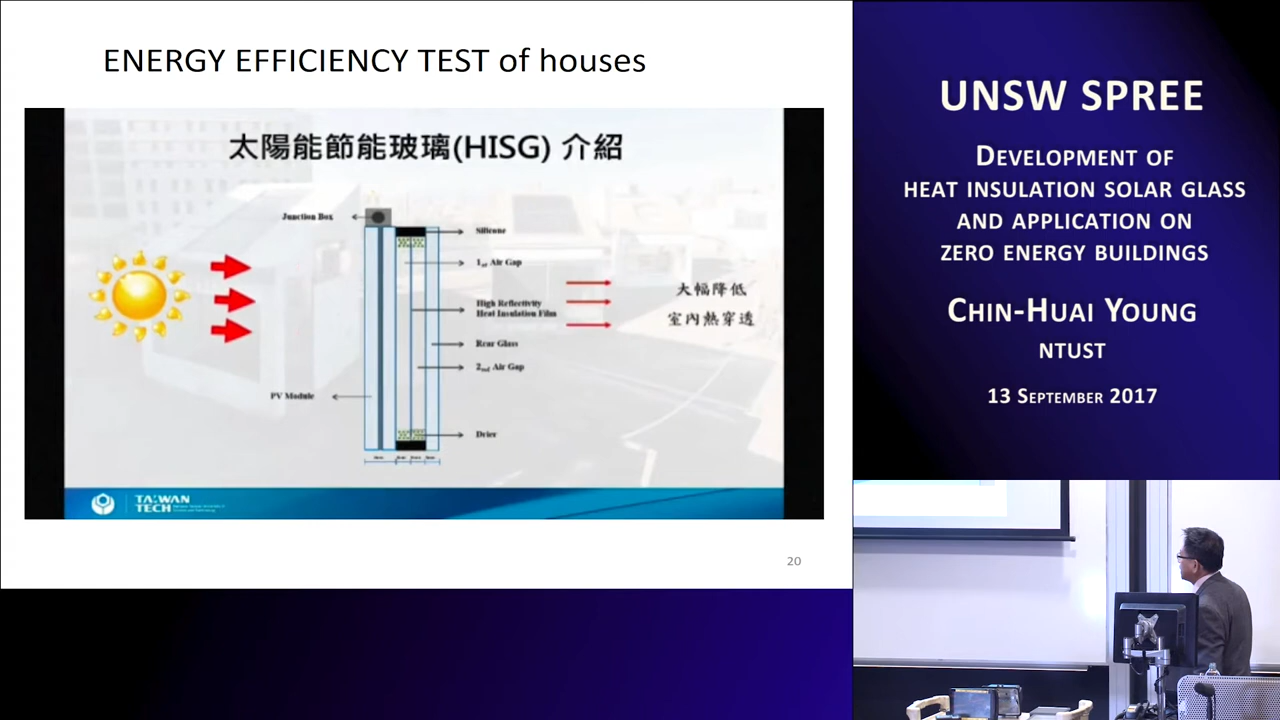 ENERGY EFFICIENCY TEST of houses
太陽能節能玻璃(HISG) 介紹
Junction Box
Silicone
1st Air Gap
High Reflectivity
Heat Insulation Film
Rear Glass
2nd Air Gap
PV Module
Drier
大幅降低
室內熱穿透
TAIWAN
TECH
20
UNSW SPREE
DEVELOPMENT OF
HEAT INSULATION SOLAR GLASS
AND APPLICATION ON
ZERO ENERGY BUILDINGS
CHIN-HUAI YOUNG
NTUST
13 SEPTEMBER 2017